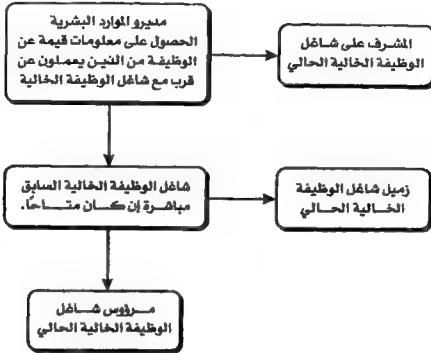 مديرو الموارد البشرية
الحصول على معلومات قيمة عن
الوظيفة من الذين يعملون عن
قرب مع شاغل الوظيفة الخالية
المشرف على شاغل
الوظيفة الخالية الحالي
شاغل الوظيفة الخالية السابق
مباشرة إن كان متاحًا.
زميل شاغل الوظيفة
الخالية الحالي
مرؤوس شاغل
الوظيفة الخالية الحالي